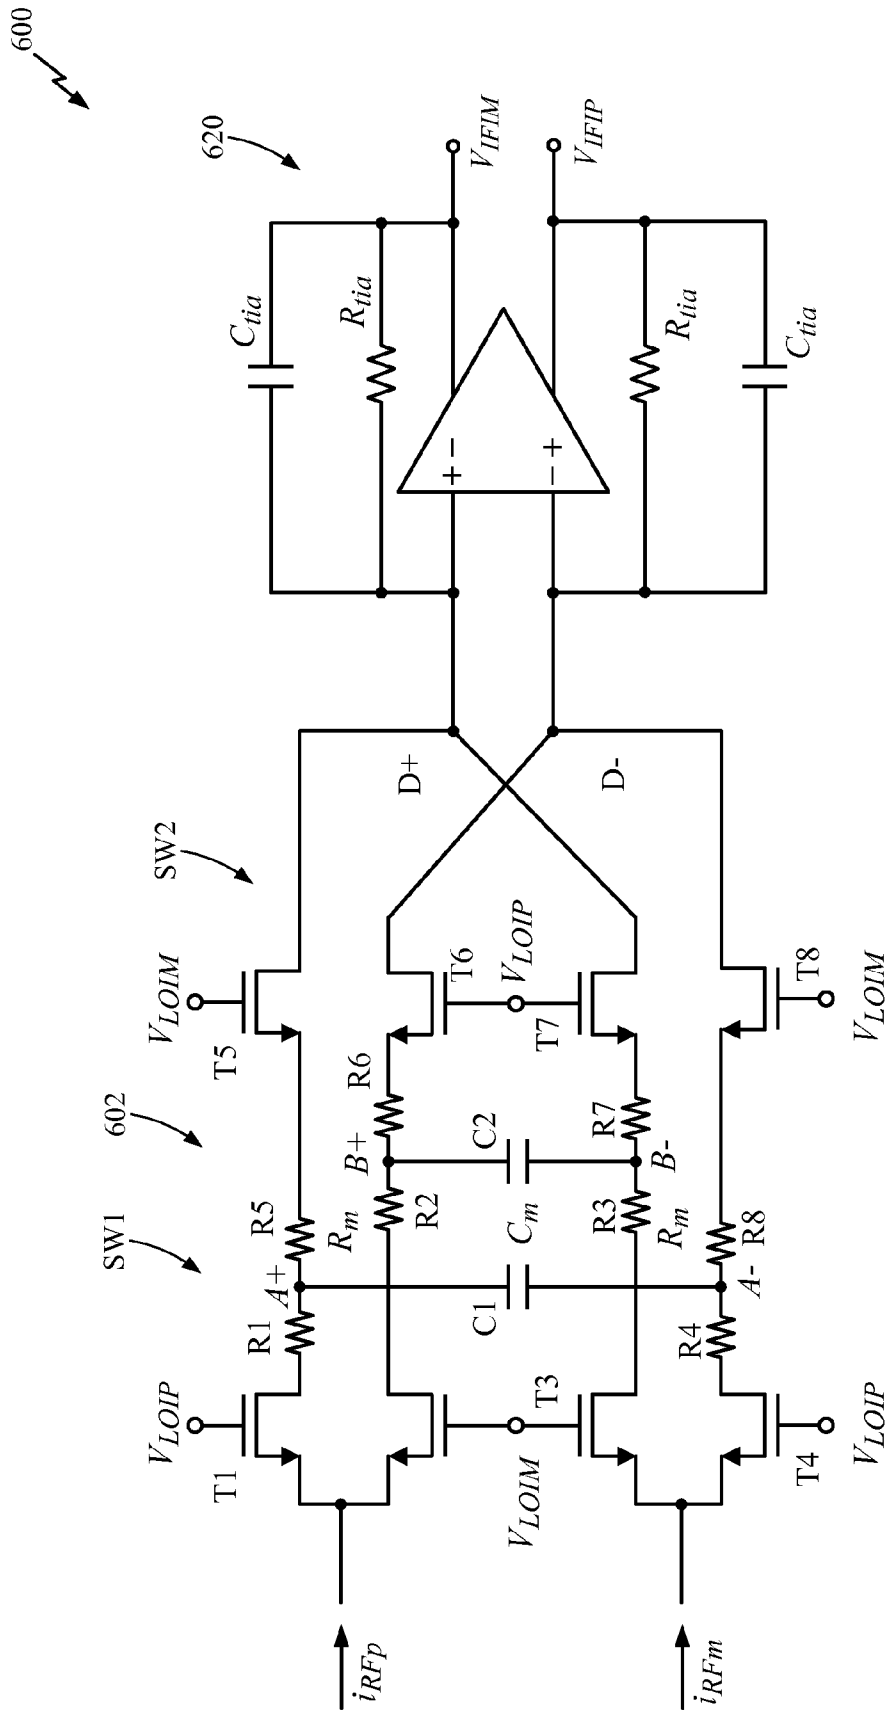 600
620
SW2
602
SW1
V_LOIP
T1
R1
A+
R5
T5
V_LOIM
R_m
R2
B+
R6
T6
C1
C_m
C2
V_LOIM
T3
V_LOIP
T7
R3
B-
R7
R_m
T4
R4
A-
R8
T8
V_LOIP
V_LOIM
i_RFp
i_RFm
D+
D-
C_tia
R_tia
+ -
- +
R_tia
C_tia
V_IFIM
V_IFIP